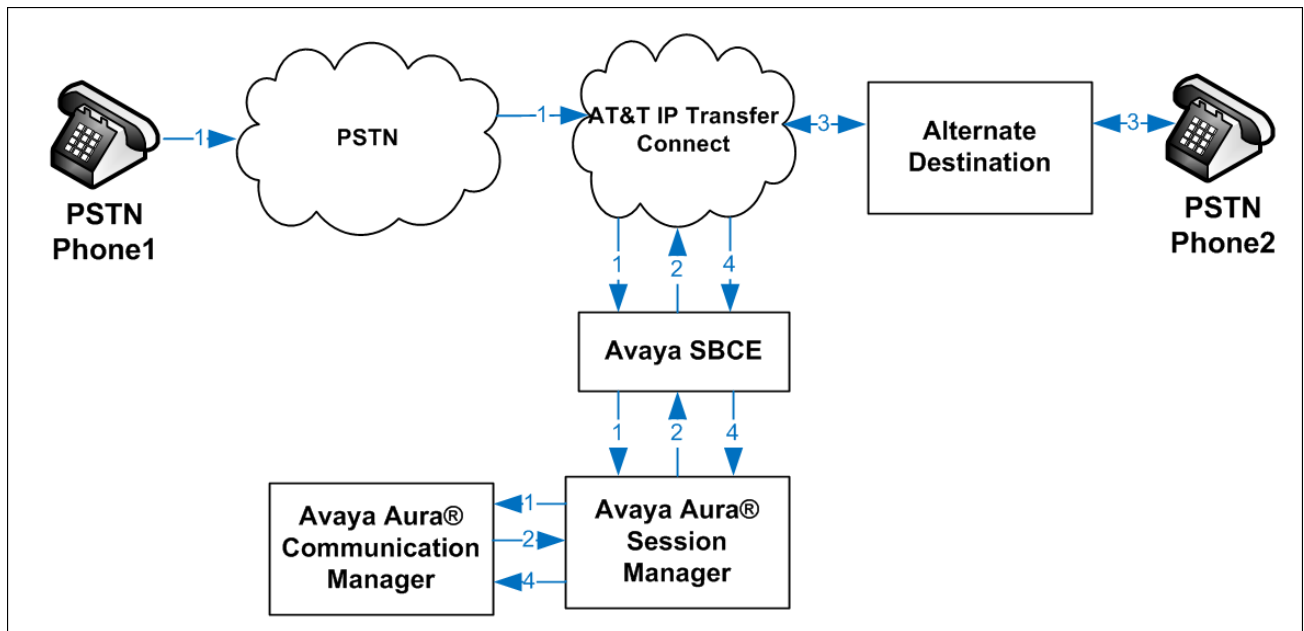 PSTN
Phone1
1
PSTN
1
AT&T IP Transfer
Connect
3
Alternate
Destination
3
PSTN
Phone2
1
2
4
Avaya SBCE
1
2
4
Avaya Aura®
Communication
Manager
1
2
4
Avaya Aura®
Session
Manager